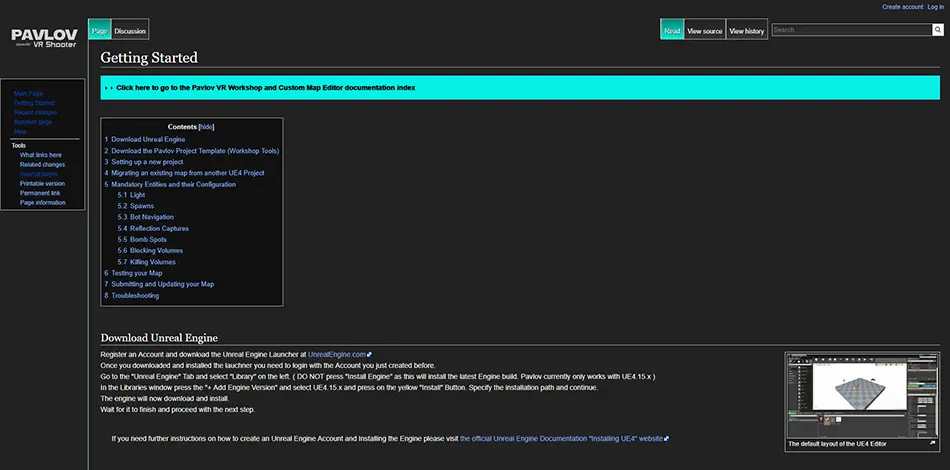 Create account Log in
PAVLOV
VR Shooter
Page Discussion
Read View source View history Search
Getting Started
Click here to go to the Pavlov VR Workshop and Custom Map Editor documentation index
Main Page
Getting Started
Recent changes
Random page
Help
Tools
What links here
Related changes
Special pages
Printable version
Permanent link
Page information
Contents [hide]
1 Download Unreal Engine
2 Download the Pavlov Project Template (Workshop Tools)
3 Setting up a new project
4 Migrating an existing map from another UE4 Project
5 Mandatory Entities and their Configuration
5.1 Light
5.2 Spawns
5.3 Bot Navigation
5.4 Reflection Captures
5.5 Bomb Spots
5.6 Blocking Volumes
5.7 Killing Volumes
6 Testing your Map
7 Submitting and Updating your Map
8 Troubleshooting
Download Unreal Engine
Register an Account and download the Unreal Engine Launcher at UnrealEngine.com
Once you downloaded and installed the lauchner you need to login with the Account you just created before.
Go to the "Unreal Engine" Tab and select "Library" on the left. ( DO NOT press "Install Engine" as this will install the latest Engine build. Pavlov currently only works with UE4.15.x )
In the Libraries window press the "+ Add Engine Version" and select UE4.15.x and press on the yellow "Install" Button. Specify the installation path and continue.
The engine will now download and install.
Wait for it to finish and proceed with the next step.
If you need further instructions on how to create an Unreal Engine Account and Installing the Engine please visit the official Unreal Engine Documentation "Installing UE4" website
The default layout of the UE4 Editor